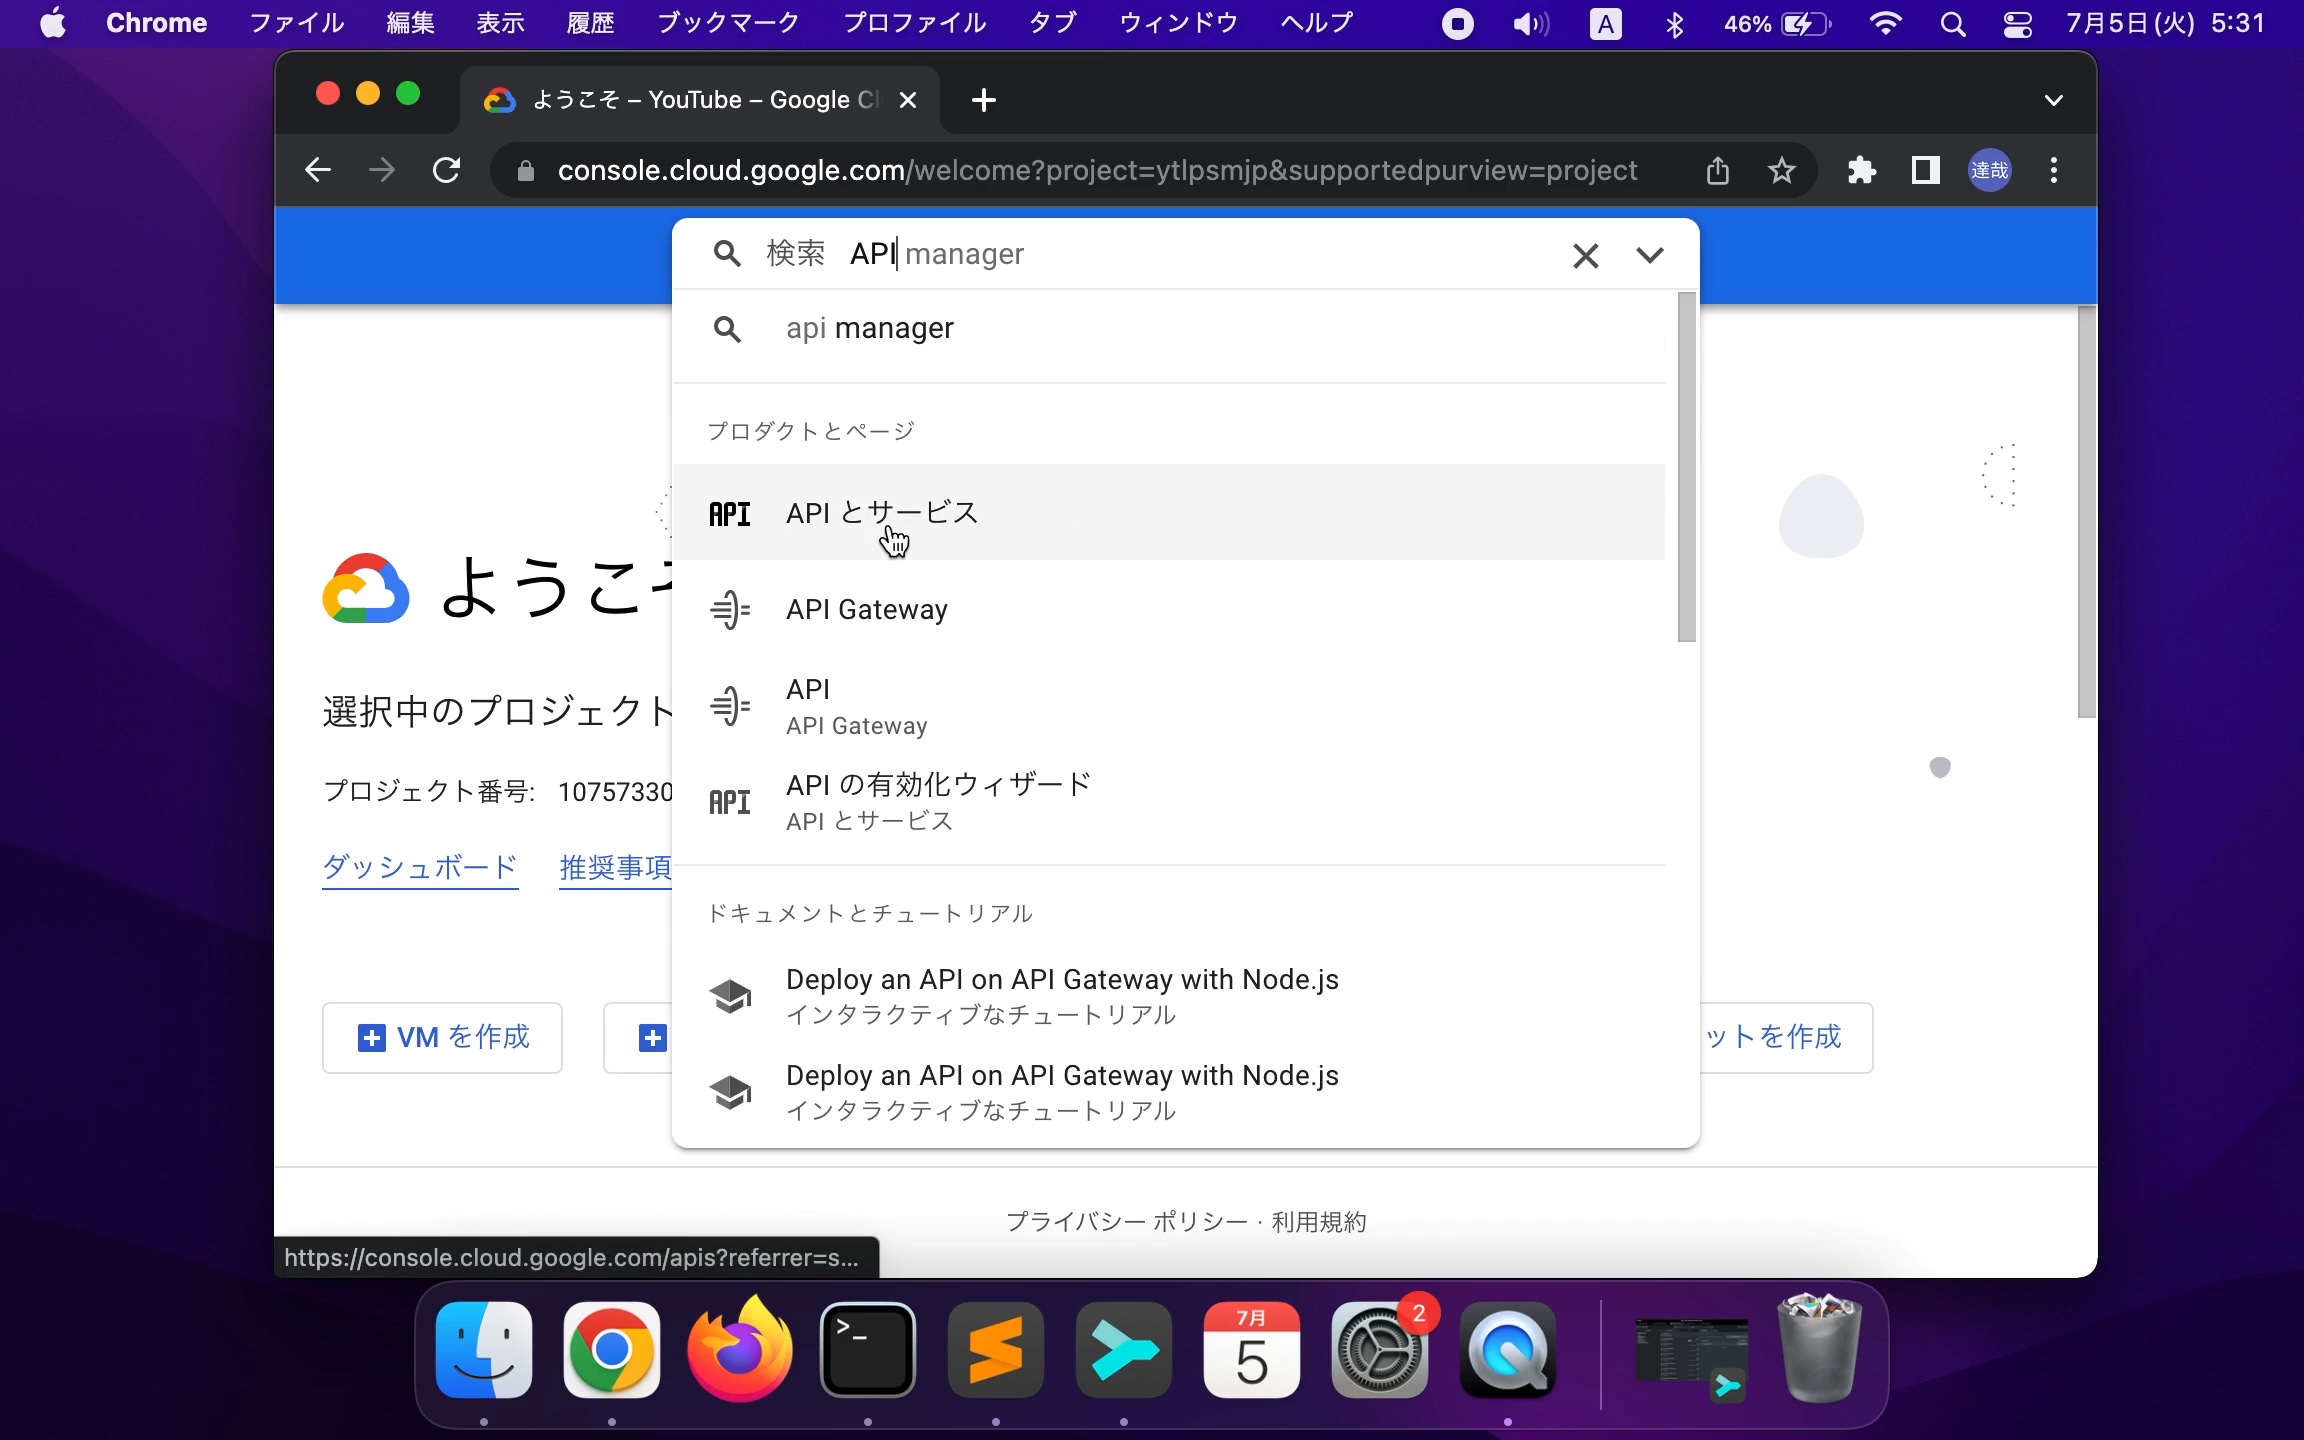 Chrome ファイル 編集 表示 履歴 ブックマーク プロファイル タブ ウィンドウ ヘルプ A 46% 7月5日(火) 5:31
ようこそ – YouTube – Google Cl
console.cloud.google.com/welcome?project=ytlpsmjp&supportedpurview=project 達哉
検索 API manager
api manager
プロダクトとページ
API API とサービス
API Gateway
ようこそ
API
API Gateway
選択中のプロジェクト
API API の有効化ウィザード
API とサービス
プロジェクト番号: 10757330
ダッシュボード 推奨事項
ドキュメントとチュートリアル
Deploy an API on API Gateway with Node.js
インタラクティブなチュートリアル
VM を作成 ットを作成
Deploy an API on API Gateway with Node.js
インタラクティブなチュートリアル
プライバシー ポリシー · 利用規約
https://console.cloud.google.com/apis?referrer=s...
>_
7月
5
2